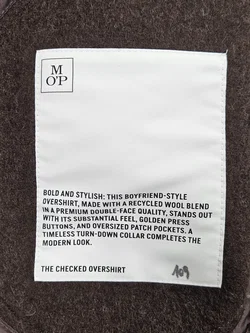 M
O'P
BOLD AND STYLISH: THIS BOYFRIEND-STYLE
OVERSHIRT, MADE WITH A RECYCLED WOOL BLEND
IN A PREMIUM DOUBLE-FACE QUALITY, STANDS OUT
WITH ITS SUBSTANTIAL FEEL, GOLDEN PRESS
BUTTONS, AND OVERSIZED PATCH POCKETS. A
TIMELESS TURN-DOWN COLLAR COMPLETES THE
MODERN LOOK.
THE CHECKED OVERSHIRT